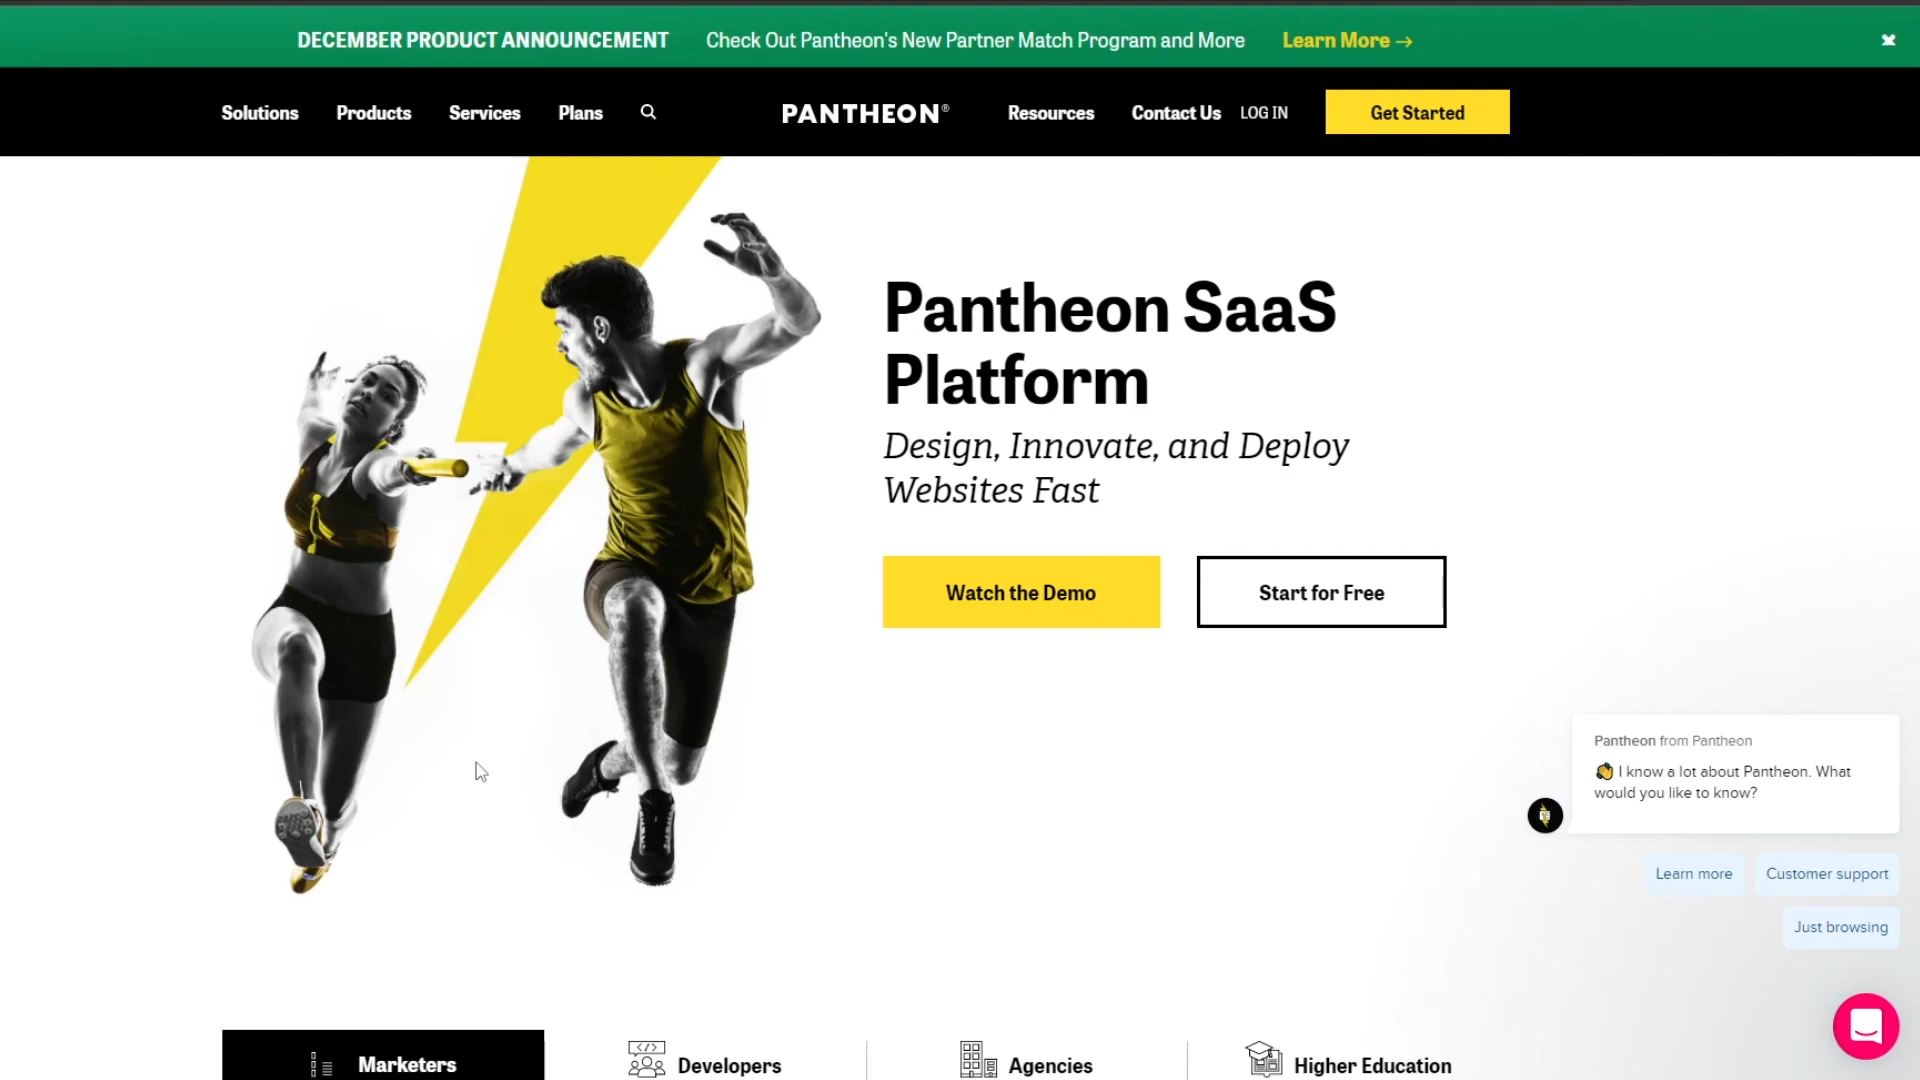 DECEMBER PRODUCT ANNOUNCEMENT Check Out Pantheon's New Partner Match Program and More Learn More →
Solutions Products Services Plans PANTHEON® Resources Contact Us LOG IN Get Started
Pantheon SaaS
Platform
Design, Innovate, and Deploy
Websites Fast
Watch the Demo Start for Free
Pantheon from Pantheon
👋 I know a lot about Pantheon. What
would you like to know?
Learn more Customer support
Just browsing
Marketers Developers Agencies Higher Education